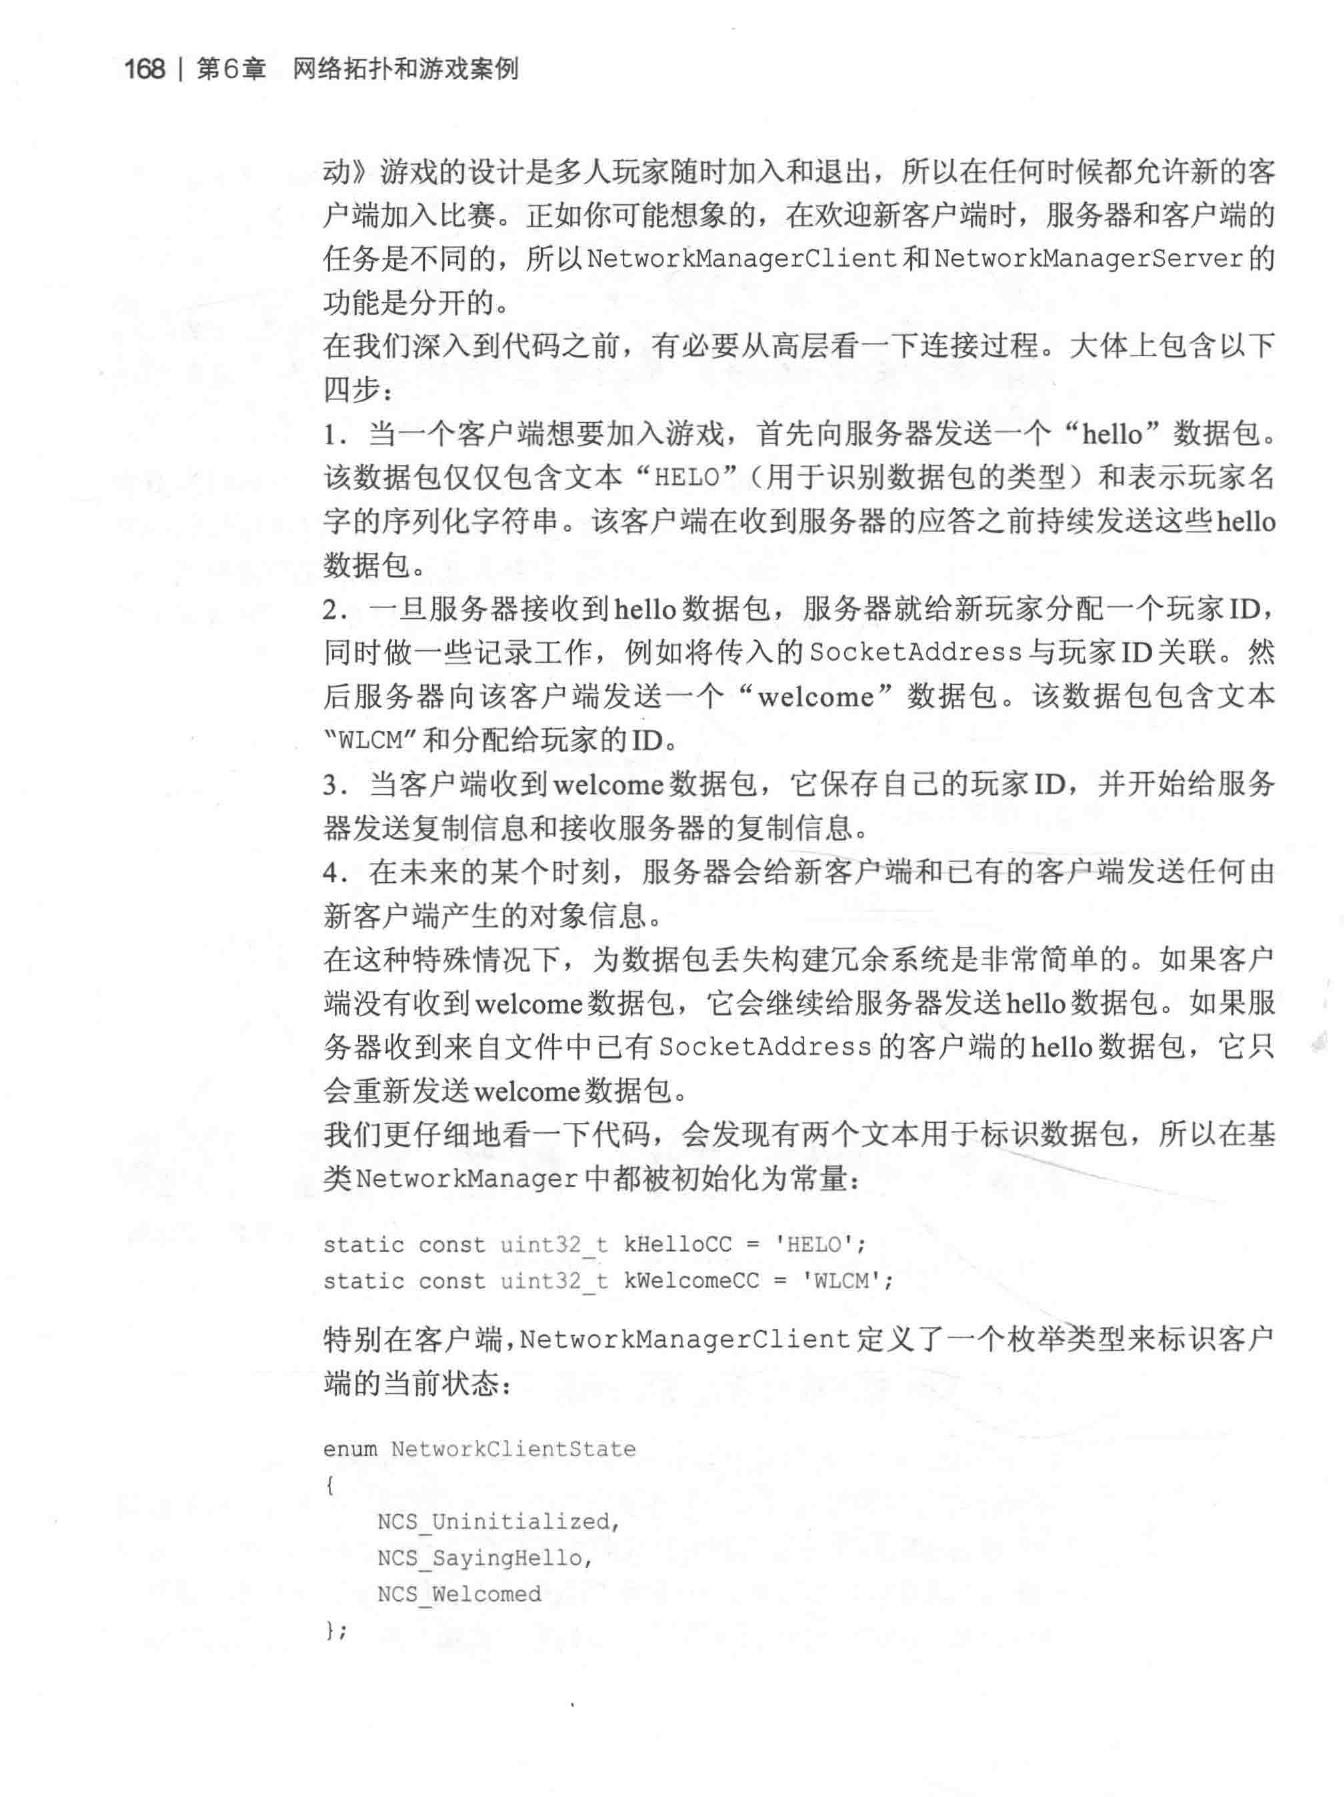 168 | 第6章 网络拓扑和游戏案例
动》游戏的设计是多人玩家随时加入和退出，所以在任何时候都允许新的客
户端加入比赛。正如你可能想象的，在欢迎新客户端时，服务器和客户端的
任务是不同的，所以NetworkManagerClient和NetworkManagerServer的
功能是分开的。
在我们深入到代码之前，有必要从高层看一下连接过程。大体上包含以下
四步：
1．当一个客户端想要加入游戏，首先向服务器发送一个“hello”数据包。
该数据包仅仅包含文本“HELO”（用于识别数据包的类型）和表示玩家名
字的序列化字符串。该客户端在收到服务器的应答之前持续发送这些hello
数据包。
2．一旦服务器接收到hello数据包，服务器就给新玩家分配一个玩家ID，
同时做一些记录工作，例如将传入的SocketAddress与玩家ID关联。然
后服务器向该客户端发送一个“welcome”数据包。该数据包包含文本
“WLCM”和分配给玩家的ID。
3．当客户端收到welcome数据包，它保存自己的玩家ID，并开始给服务
器发送复制信息和接收服务器的复制信息。
4．在未来的某个时刻，服务器会给新客户端和已有的客户端发送任何由
新客户端产生的对象信息。
在这种特殊情况下，为数据包丢失构建冗余系统是非常简单的。如果客户
端没有收到welcome数据包，它会继续给服务器发送hello数据包。如果服
务器收到来自文件中已有SocketAddress的客户端的hello数据包，它只
会重新发送welcome数据包。
我们更仔细地看一下代码，会发现有两个文本用于标识数据包，所以在基
类NetworkManager中都被初始化为常量：
static const uint32_t kHelloCC = 'HELO';
static const uint32_t kWelcomeCC = 'WLCM';
特别在客户端，NetworkManagerClient定义了一个枚举类型来标识客户
端的当前状态：
enum NetworkClientState
{
NCS_Uninitialized,
NCS_SayingHello,
NCS_Welcomed
};